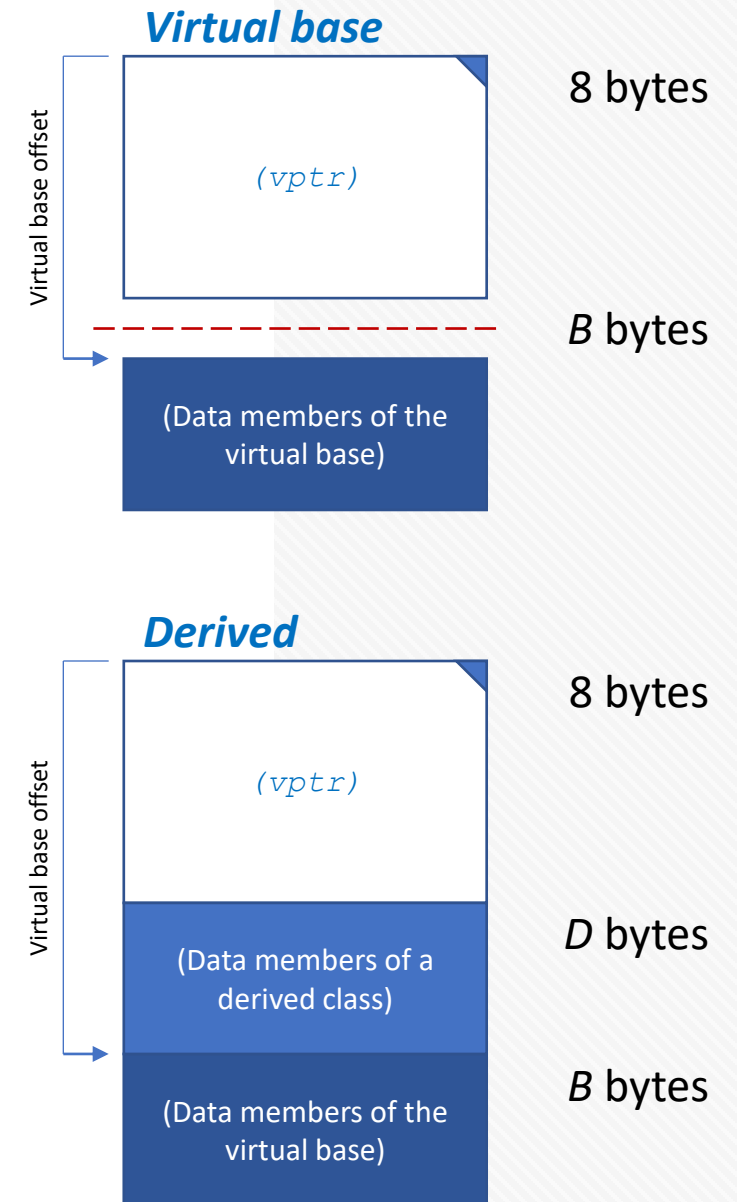 Virtual base
8 bytes
Virtual base offset
(vptr)
B bytes
(Data members of the
virtual base)
Derived
8 bytes
Virtual base offset
(vptr)
D bytes
(Data members of a
derived class)
B bytes
(Data members of the
virtual base)